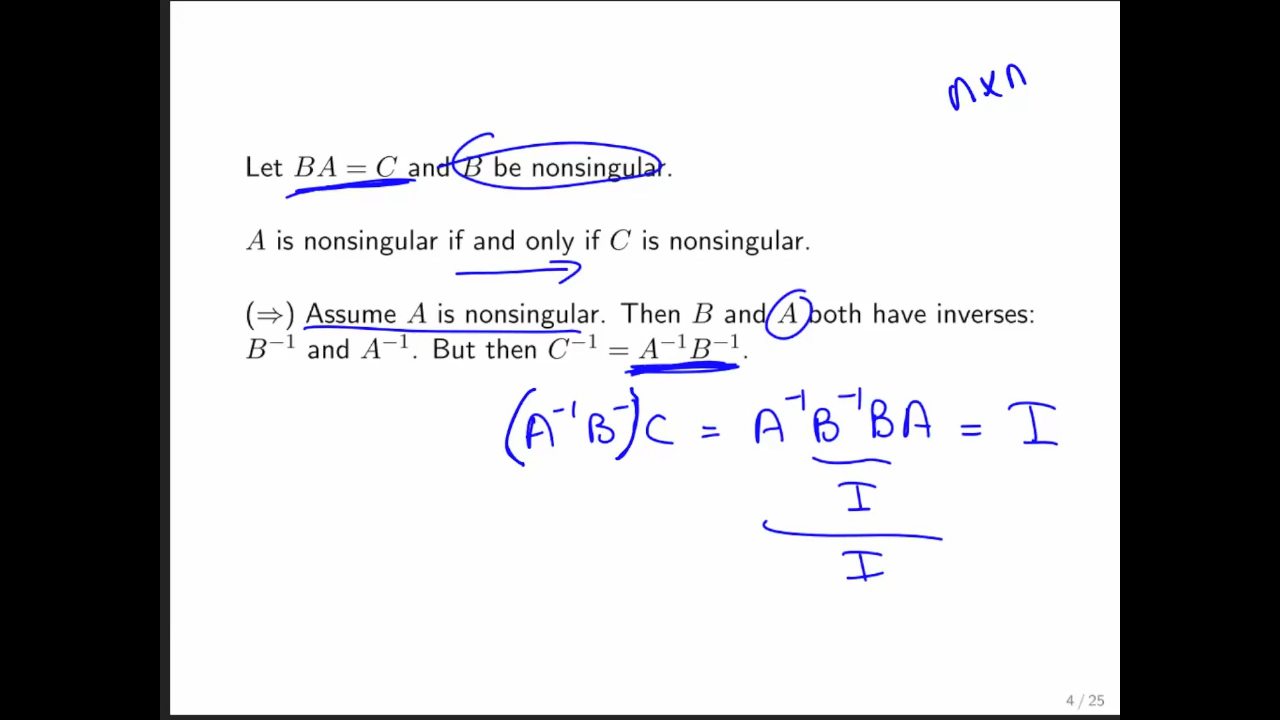 n×n
Let BA = C and B be nonsingular.
A is nonsingular if and only if C is nonsingular.
(⇒) Assume A is nonsingular. Then B and A both have inverses:
B⁻¹ and A⁻¹. But then C⁻¹ = A⁻¹B⁻¹.
(A⁻¹B⁻¹)C = A⁻¹B⁻¹BA = I
I
I
4 / 25